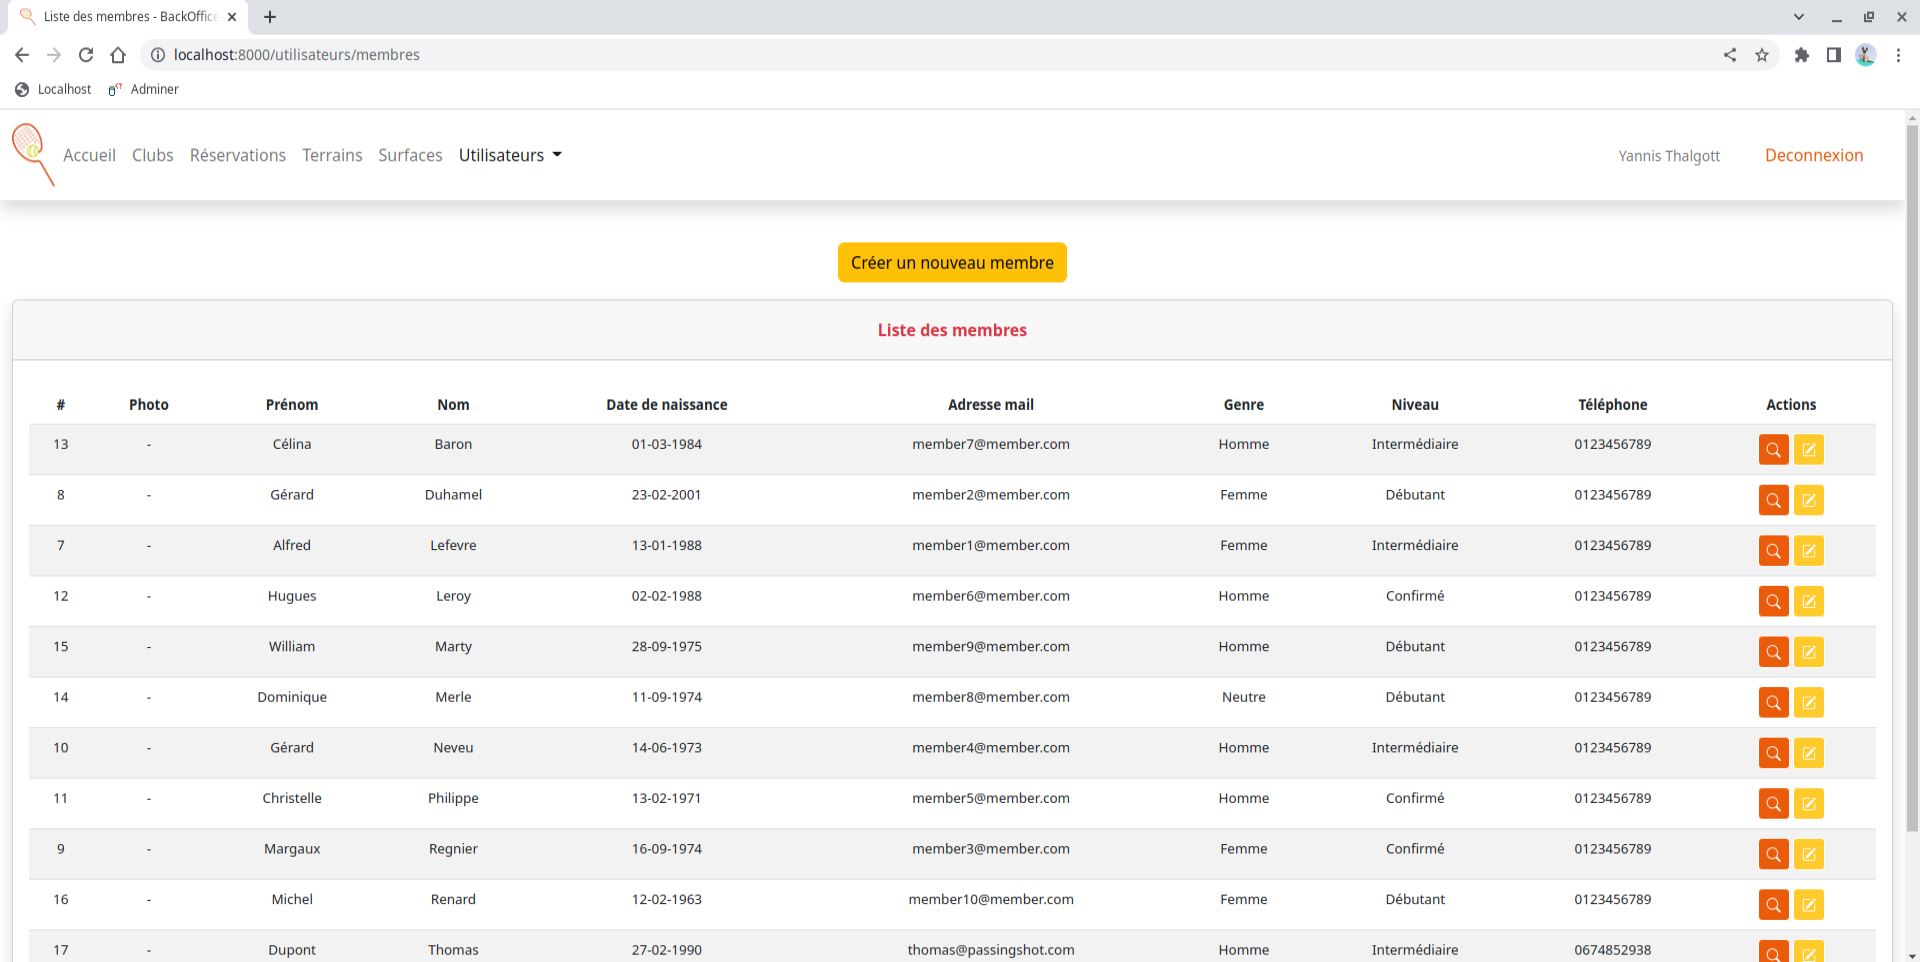 Liste des membres - BackOffice
localhost:8000/utilisateurs/membres
Localhost Adminer
Accueil Clubs Réservations Terrains Surfaces Utilisateurs Yannis Thalgott Deconnexion
Créer un nouveau membre
Liste des membres
# Photo Prénom Nom Date de naissance Adresse mail Genre Niveau Téléphone Actions
13 - Célina Baron 01-03-1984 member7@member.com Homme Intermédiaire 0123456789
8 - Gérard Duhamel 23-02-2001 member2@member.com Femme Débutant 0123456789
7 - Alfred Lefevre 13-01-1988 member1@member.com Femme Intermédiaire 0123456789
12 - Hugues Leroy 02-02-1988 member6@member.com Homme Confirmé 0123456789
15 - William Marty 28-09-1975 member9@member.com Homme Débutant 0123456789
14 - Dominique Merle 11-09-1974 member8@member.com Neutre Débutant 0123456789
10 - Gérard Neveu 14-06-1973 member4@member.com Homme Intermédiaire 0123456789
11 - Christelle Philippe 13-02-1971 member5@member.com Homme Confirmé 0123456789
9 - Margaux Regnier 16-09-1974 member3@member.com Femme Confirmé 0123456789
16 - Michel Renard 12-02-1963 member10@member.com Femme Débutant 0123456789
17 - Dupont Thomas 27-02-1990 thomas@passingshot.com Homme Intermédiaire 0674852938